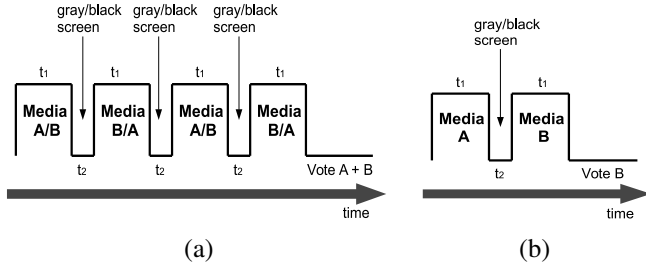 gray/black
screen
gray/black
screen
gray/black
screen
t₁
t₁
t₁
t₁
Media
A/B
Media
B/A
Media
A/B
Media
B/A
t₂
t₂
t₂
Vote A + B
time
(a)
gray/black
screen
t₁
t₁
Media
A
Media
B
t₂
Vote B
time
(b)